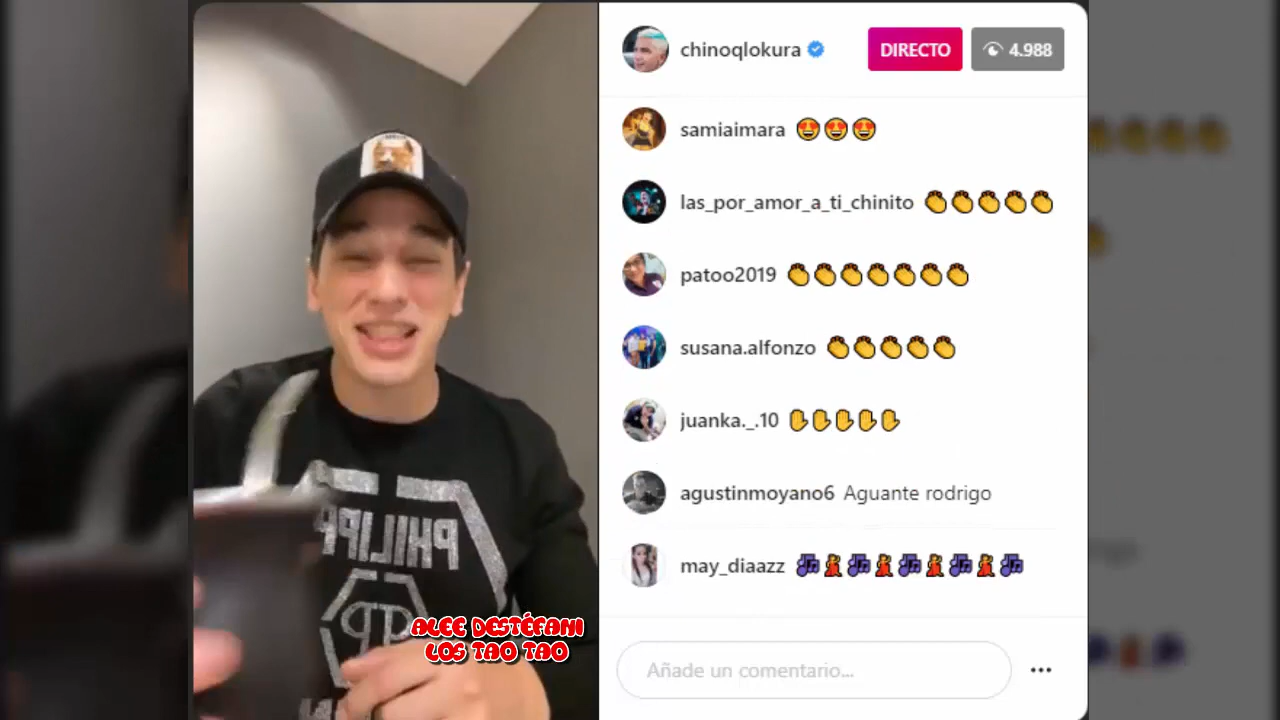 chinoqlokura
DIRECTO
4.988
samiaimara 😍😍😍
las_por_amor_a_ti_chinito 👏👏👏👏👏
patoo2019 👏👏👏👏👏👏👏
susana.alfonzo 👏👏👏👏👏
juanka._.10 ✋✋✋✋✋
agustinmoyano6 Aguante rodrigo
may_diaazz 🎶💃🎶💃🎶💃🎶💃🎶
Añade un comentario...
PHILIPP
ALEE DESTÉFANI
LOS TAO TAO